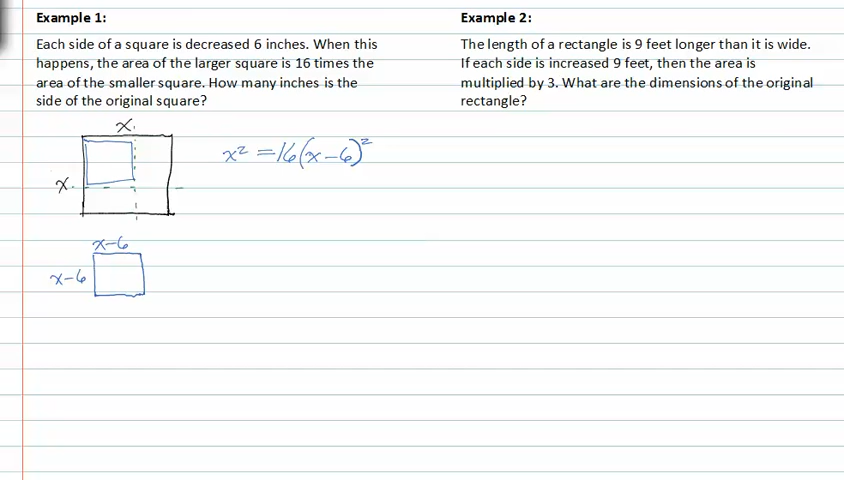 Example 1:
Each side of a square is decreased 6 inches. When this
happens, the area of the larger square is 16 times the
area of the smaller square. How many inches is the
side of the original square?
x
x² = 16(x-6)²
x
x-6
x-6
Example 2:
The length of a rectangle is 9 feet longer than it is wide.
If each side is increased 9 feet, then the area is
multiplied by 3. What are the dimensions of the original
rectangle?